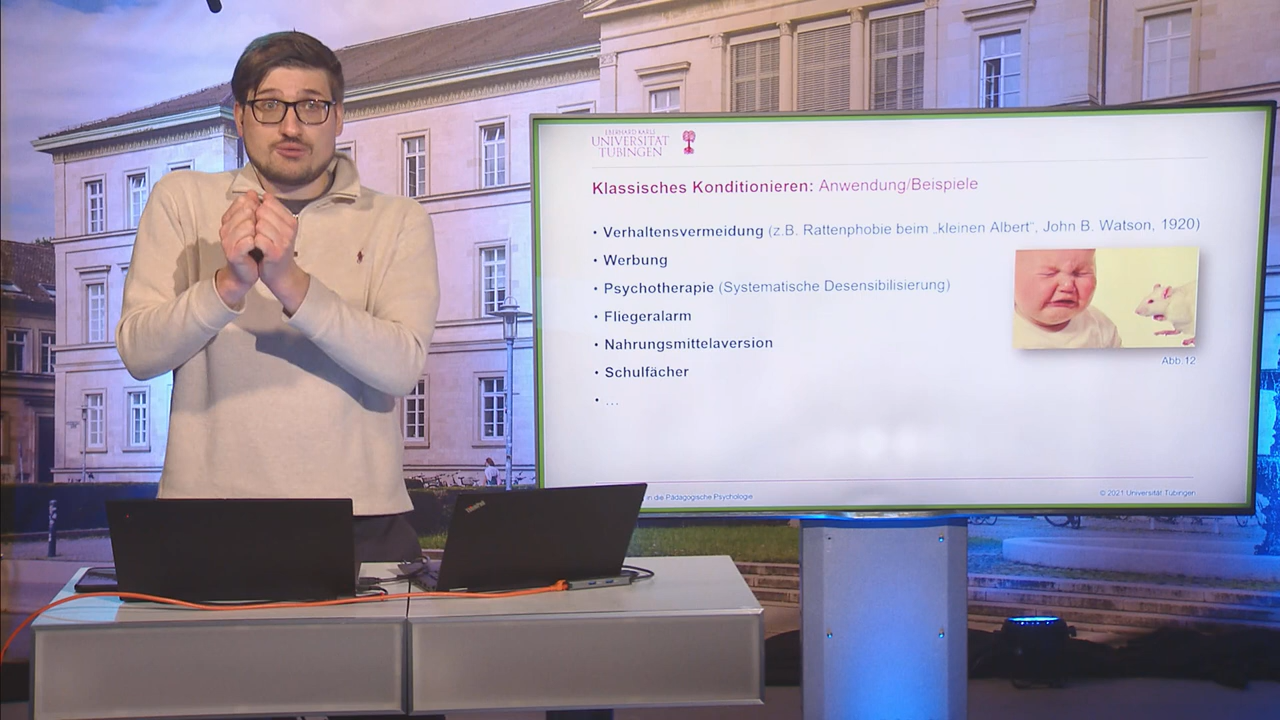 EBERHARD KARLS
UNIVERSITÄT
TÜBINGEN
Klassisches Konditionieren: Anwendung/Beispiele
• Verhaltensvermeidung (z.B. Rattenphobie beim „kleinen Albert“, John B. Watson, 1920)
• Werbung
• Psychotherapie (Systematische Desensibilisierung)
• Fliegeralarm
• Nahrungsmittelaversion
• Schulfächer
• ...
Abb.12
in die Pädagogische Psychologie
© 2021 Universität Tübingen
ThinkPad